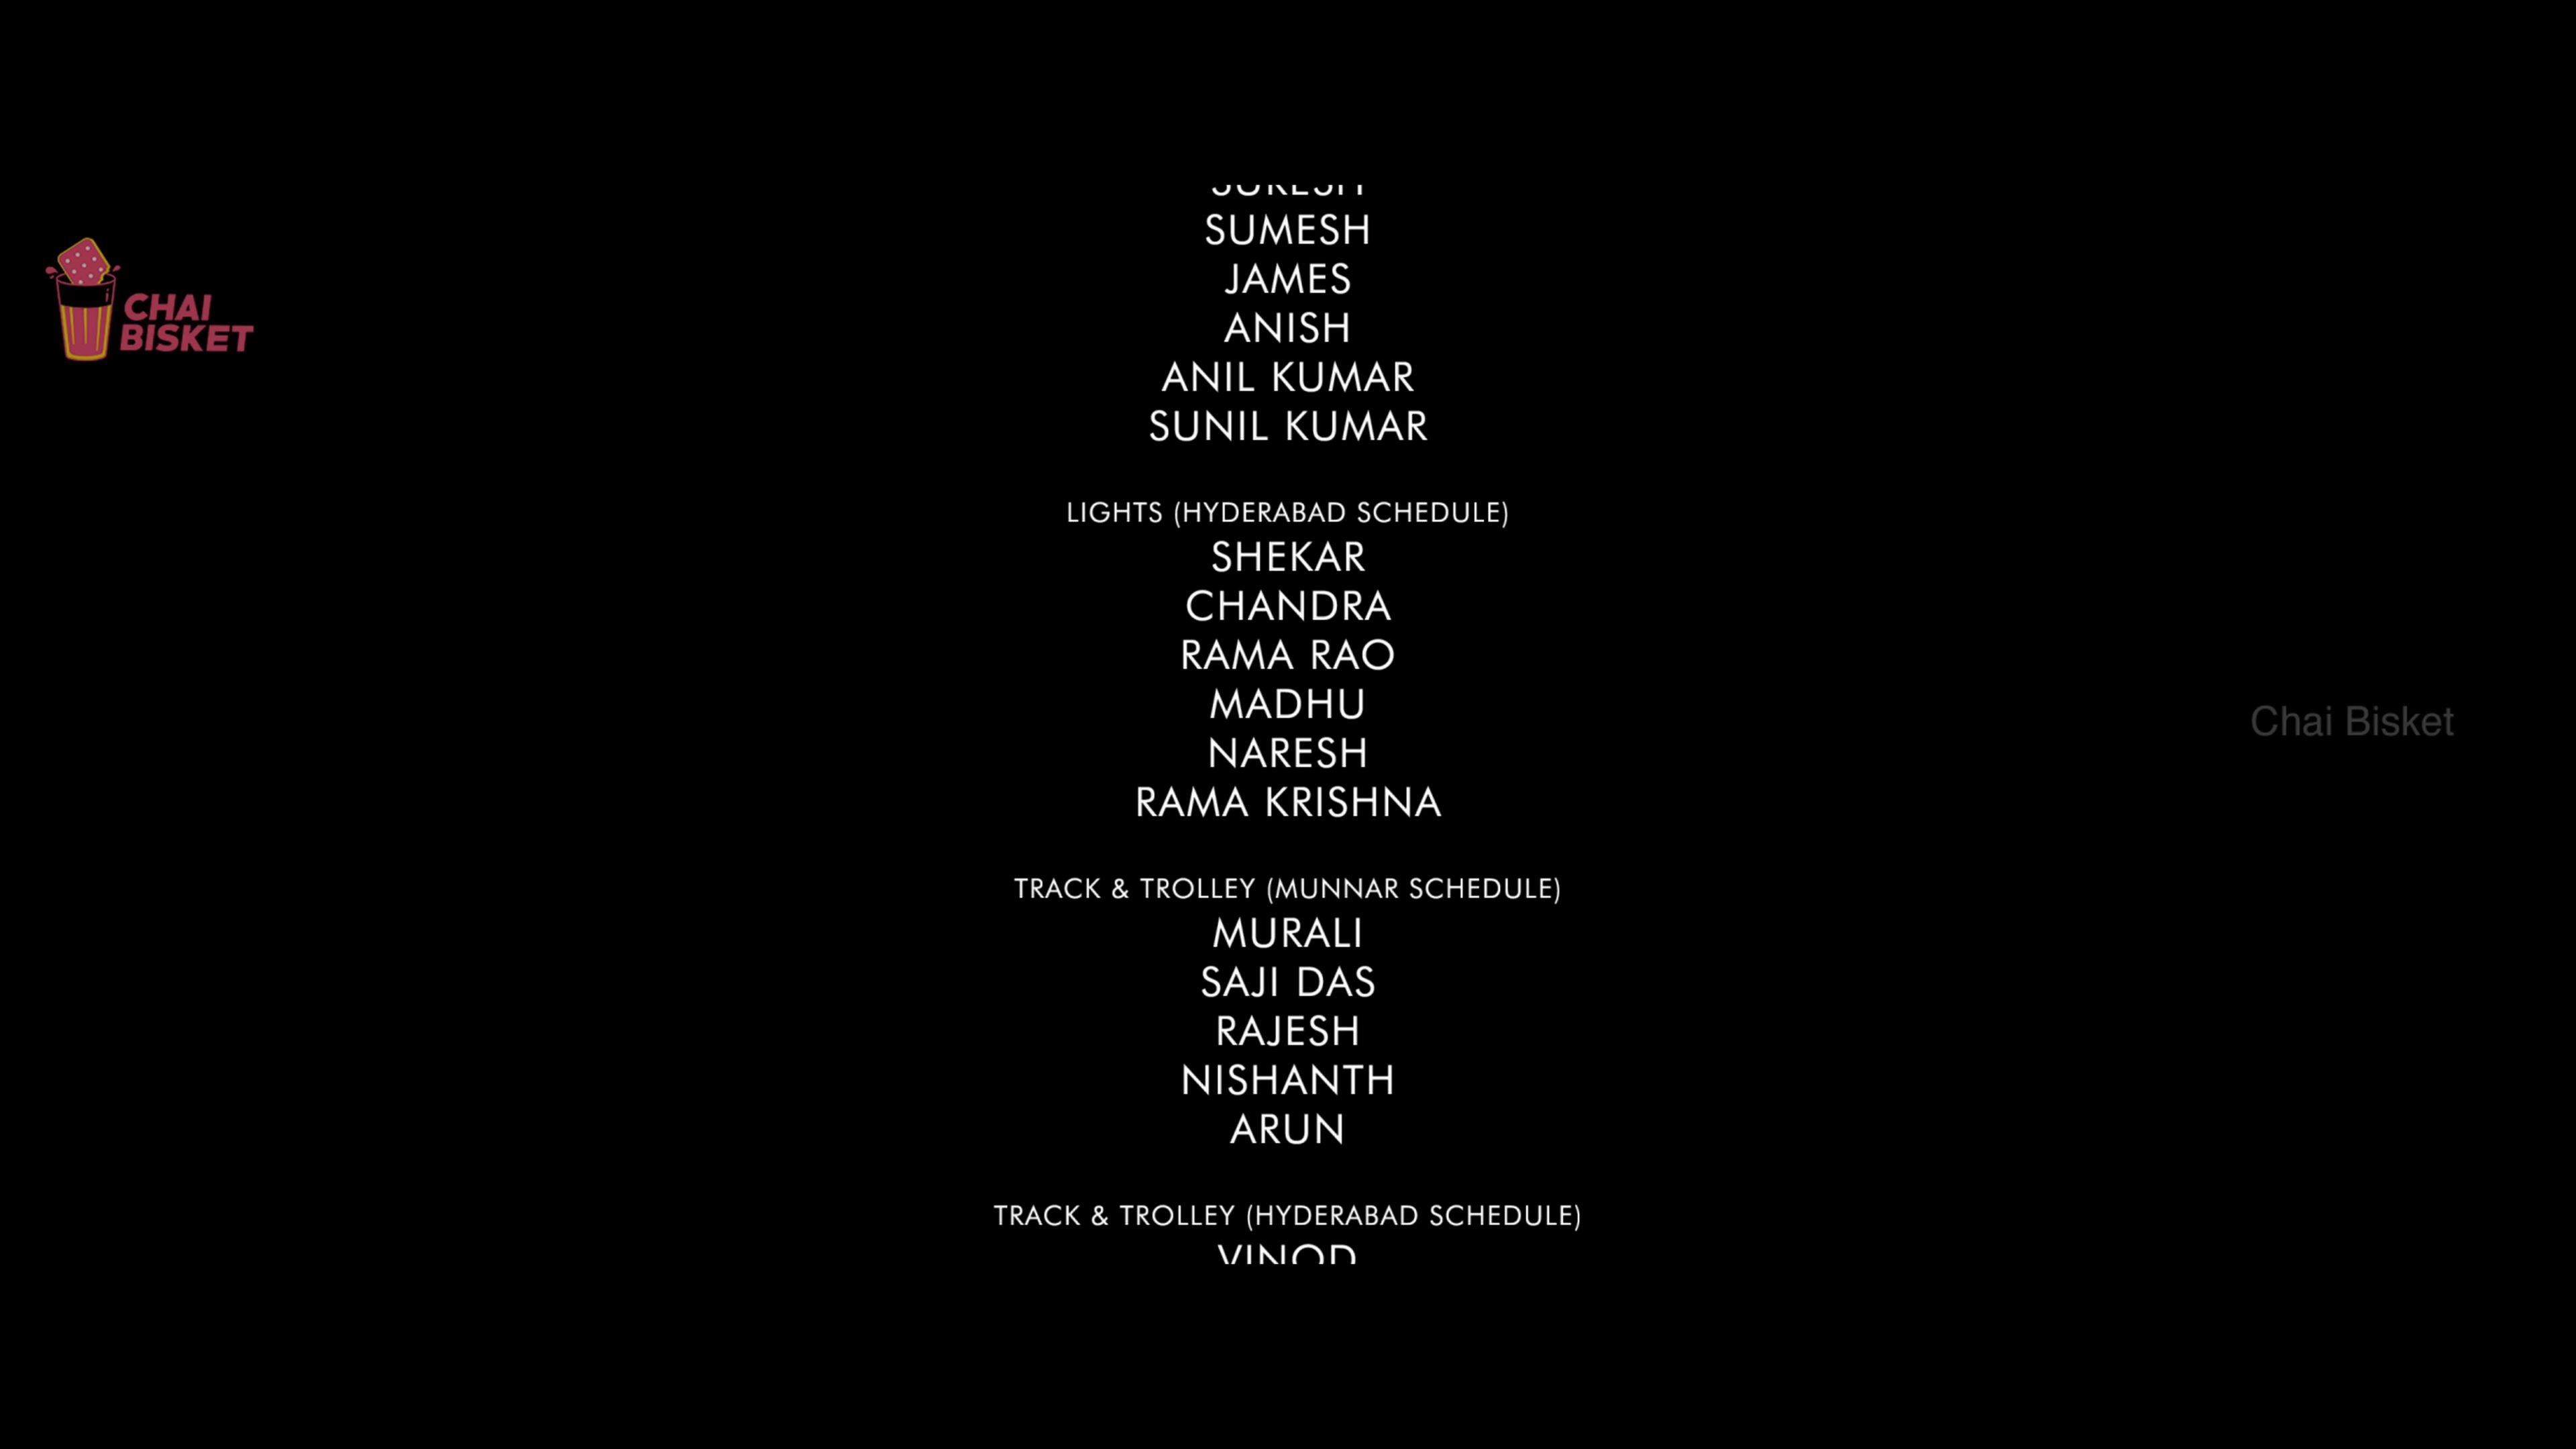 SUMESH
JAMES
ANISH
ANIL KUMAR
SUNIL KUMAR
LIGHTS (HYDERABAD SCHEDULE)
SHEKAR
CHANDRA
RAMA RAO
MADHU
NARESH
RAMA KRISHNA
TRACK & TROLLEY (MUNNAR SCHEDULE)
MURALI
SAJI DAS
RAJESH
NISHANTH
ARUN
TRACK & TROLLEY (HYDERABAD SCHEDULE)
VINOD
CHAI
BISKET
Chai Bisket